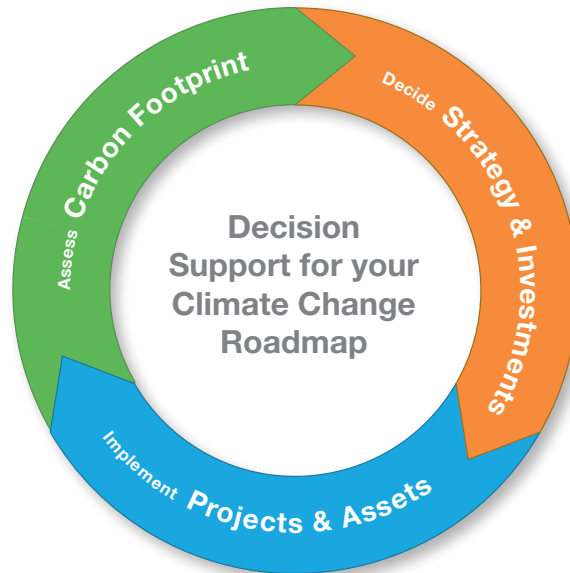 Assess Carbon Footprint
Decide Strategy & Investments
Implement Projects & Assets
Decision
Support for your
Climate Change
Roadmap